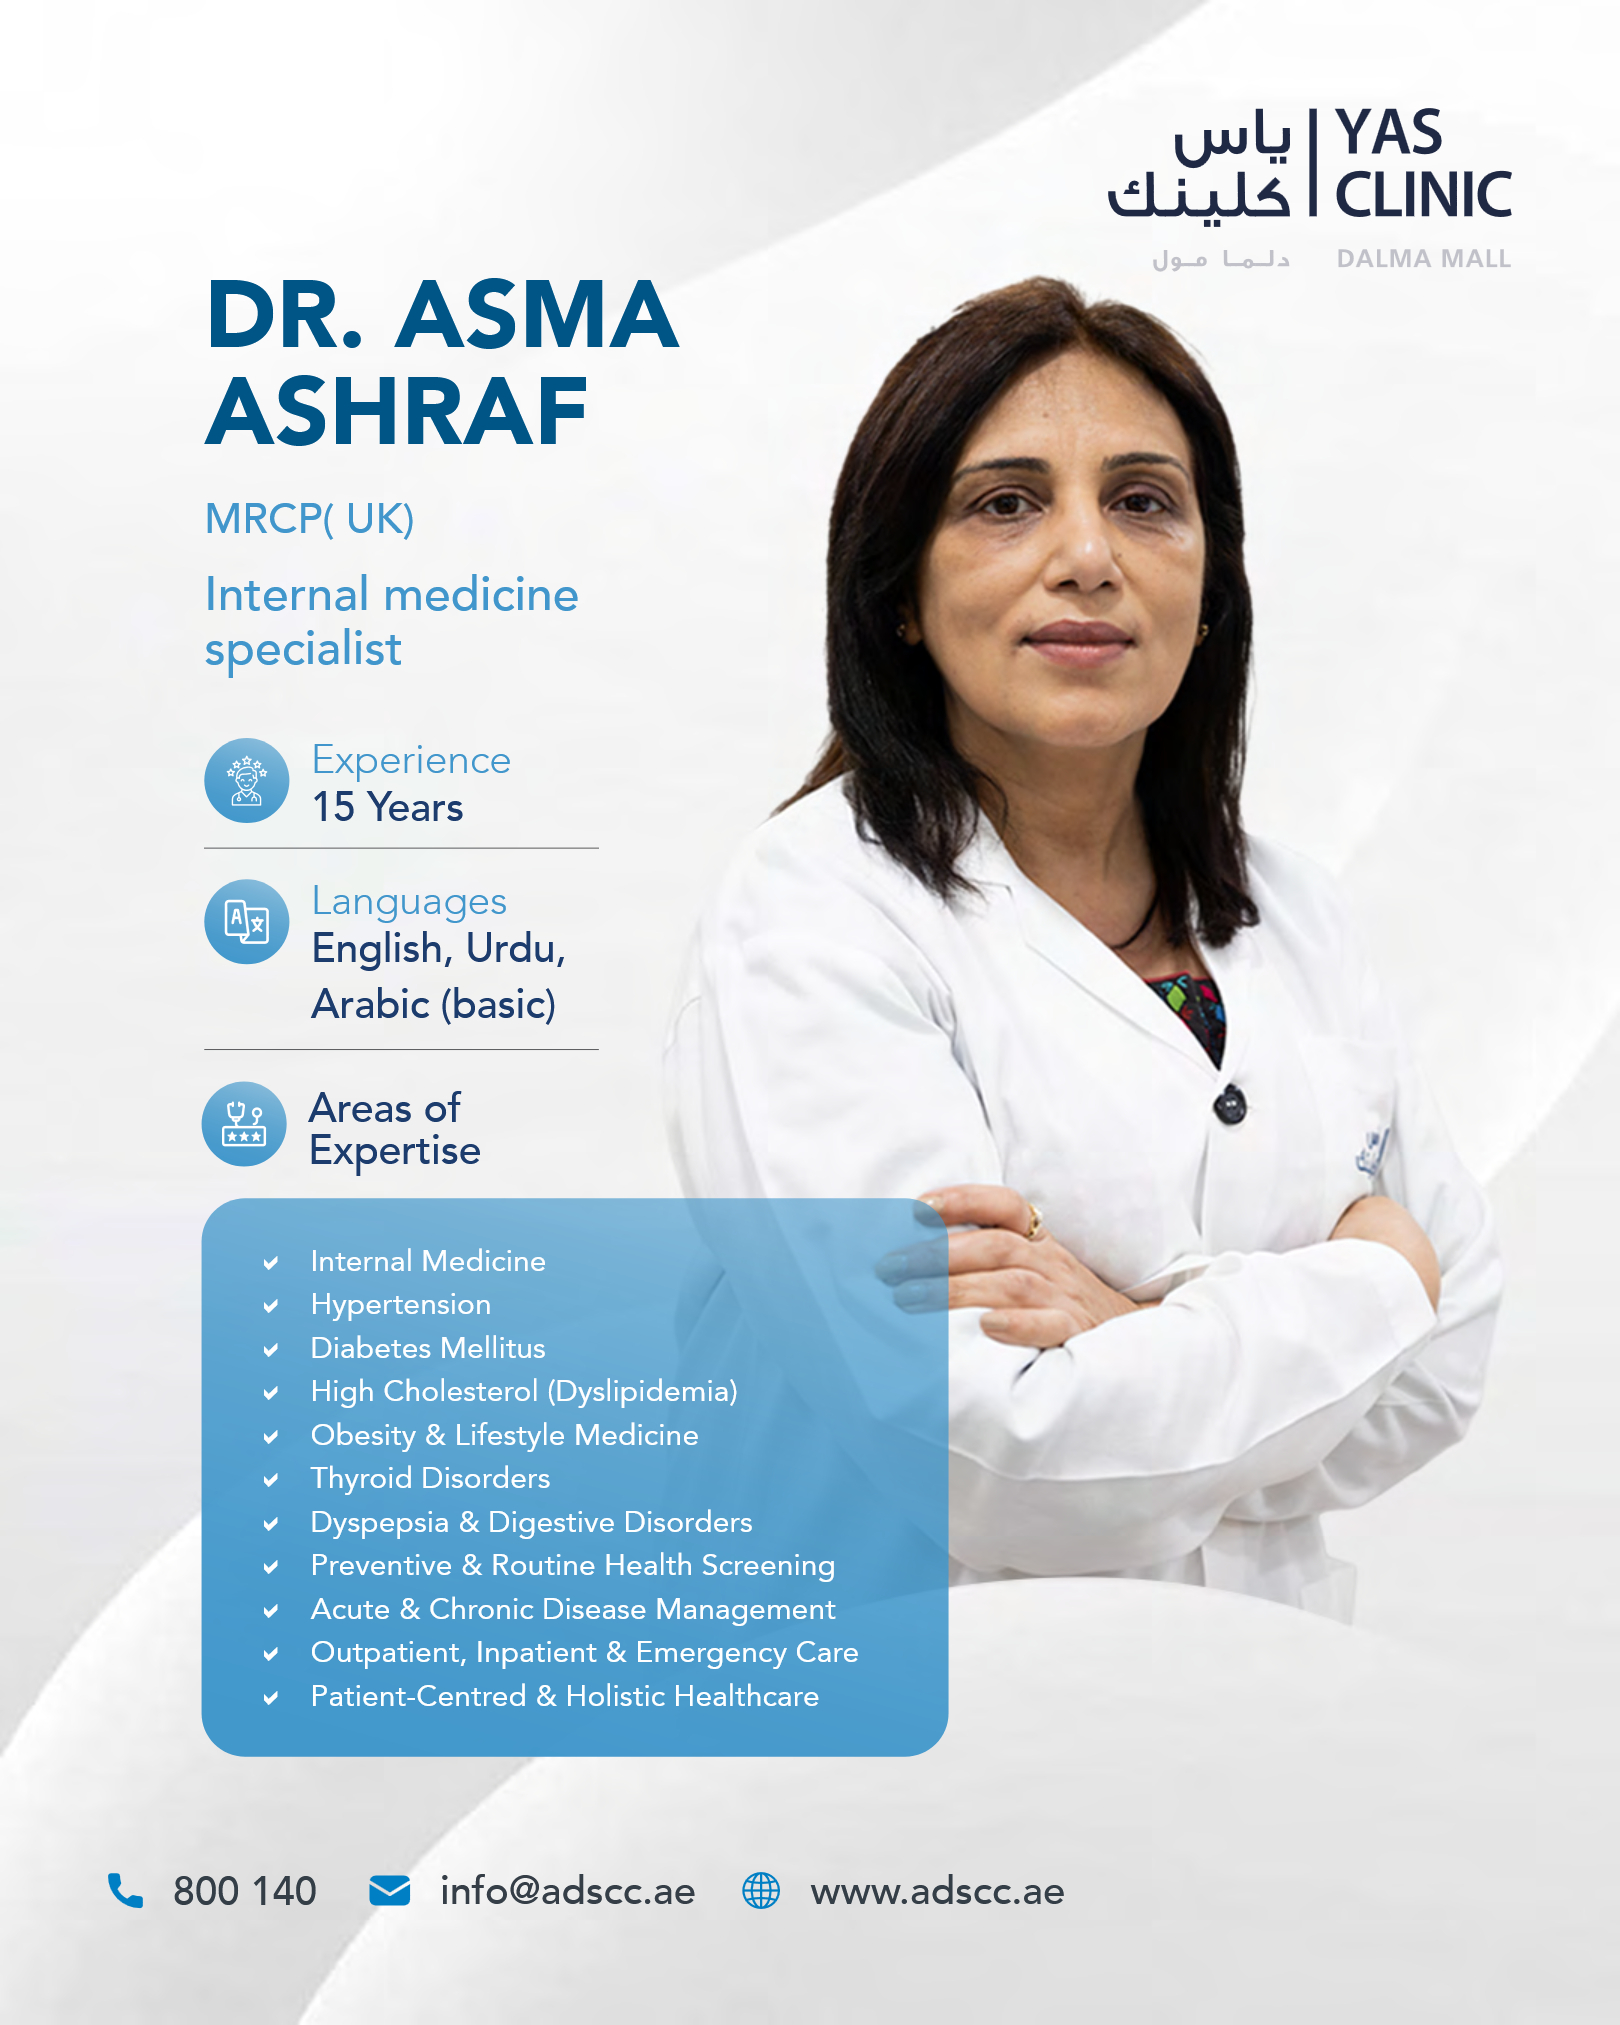 ياس
كلينك
YAS
CLINIC
دلما مول
DALMA MALL
DR. ASMA
ASHRAF
MRCP( UK)
Internal medicine
specialist
Experience
15 Years
Languages
English, Urdu,
Arabic (basic)
Areas of
Expertise
Internal Medicine
Hypertension
Diabetes Mellitus
High Cholesterol (Dyslipidemia)
Obesity & Lifestyle Medicine
Thyroid Disorders
Dyspepsia & Digestive Disorders
Preventive & Routine Health Screening
Acute & Chronic Disease Management
Outpatient, Inpatient & Emergency Care
Patient-Centred & Holistic Healthcare
800 140
info@adscc.ae
www.adscc.ae